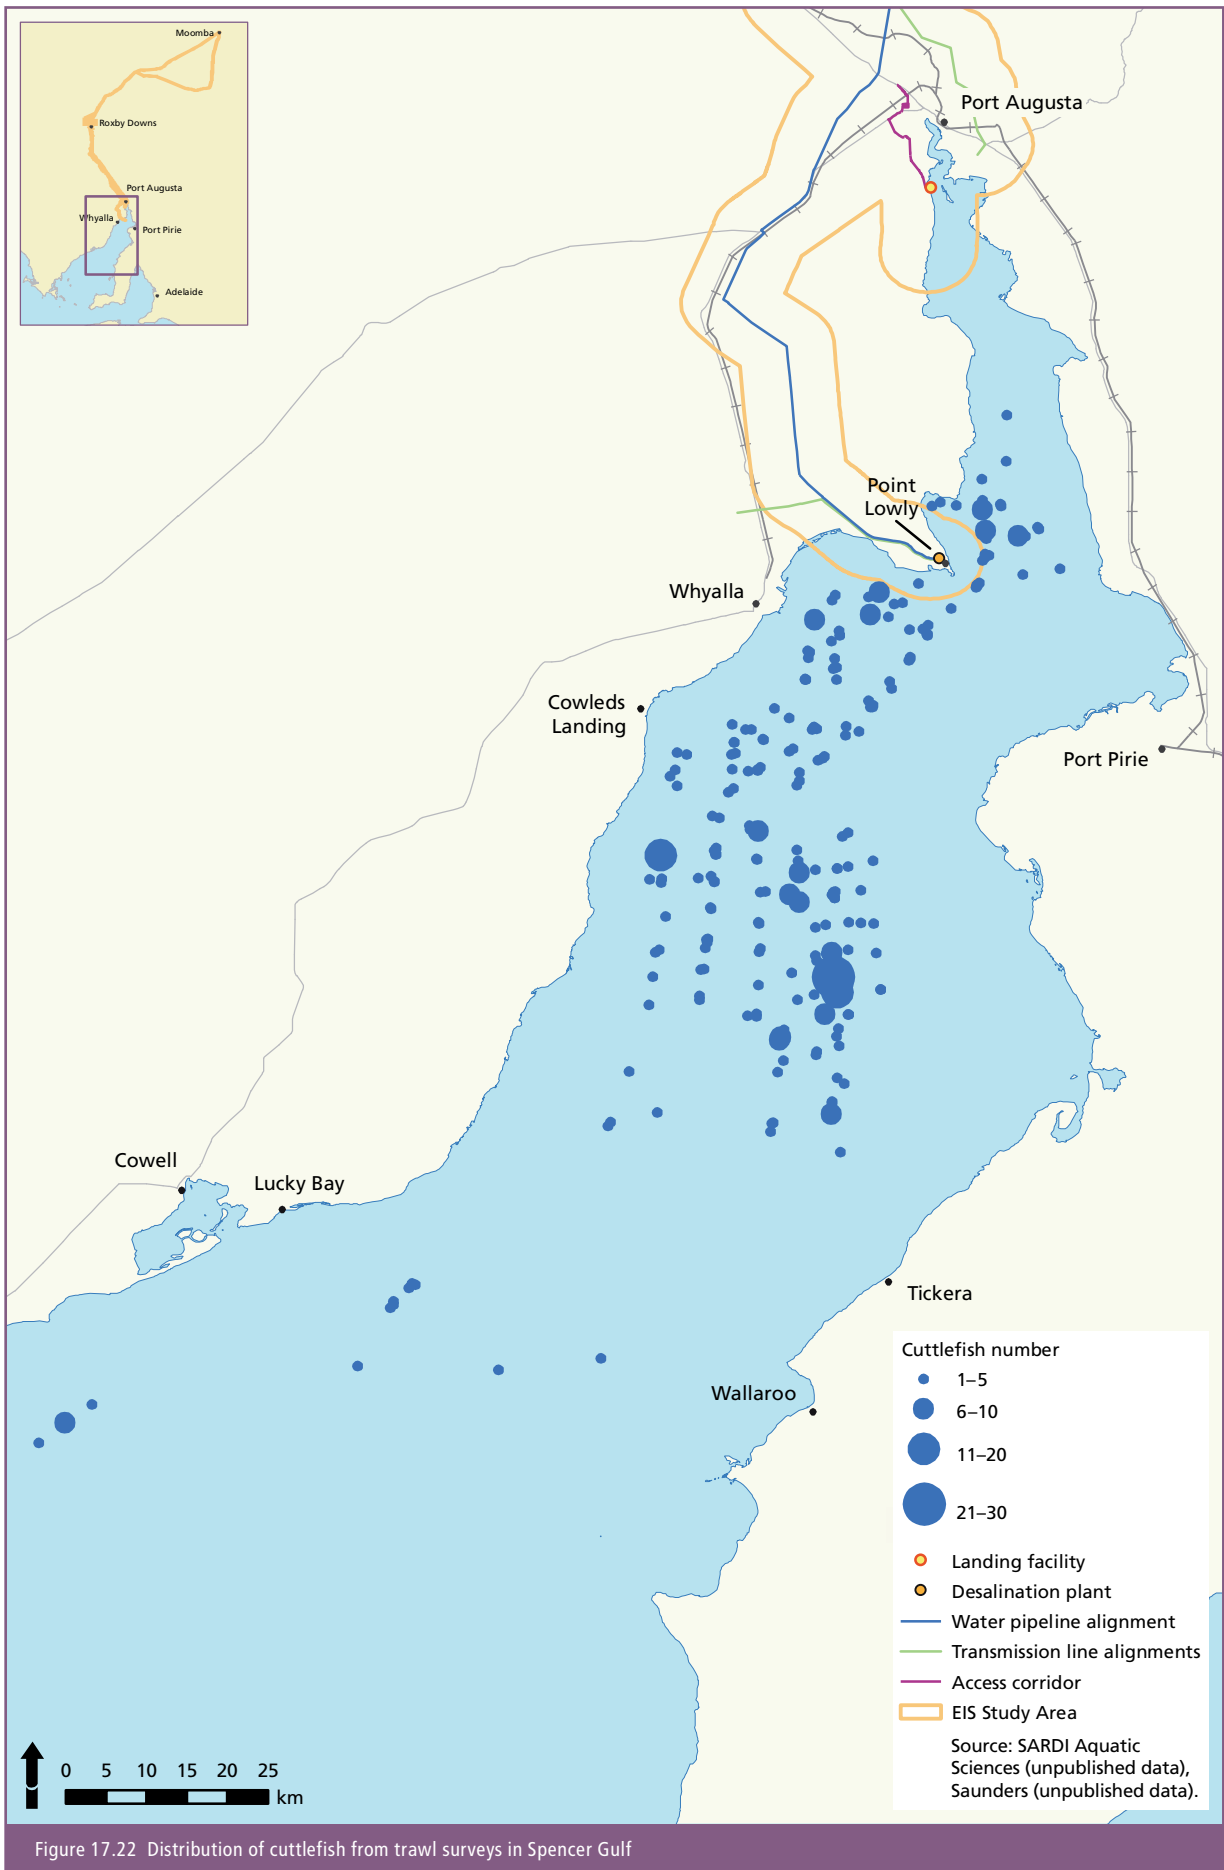 Moomba
Roxby Downs
Port Augusta
Whyalla
Port Pirie
Adelaide
Port Augusta
Point
Lowly
Whyalla
Cowleds
Landing
Port Pirie
Cowell
Lucky Bay
Tickera
Wallaroo
Cuttlefish number
1–5
6–10
11–20
21–30
Landing facility
Desalination plant
Water pipeline alignment
Transmission line alignments
Access corridor
EIS Study Area
Source: SARDI Aquatic
Sciences (unpublished data),
Saunders (unpublished data).
0 5 10 15 20 25
km
Figure 17.22 Distribution of cuttlefish from trawl surveys in Spencer Gulf